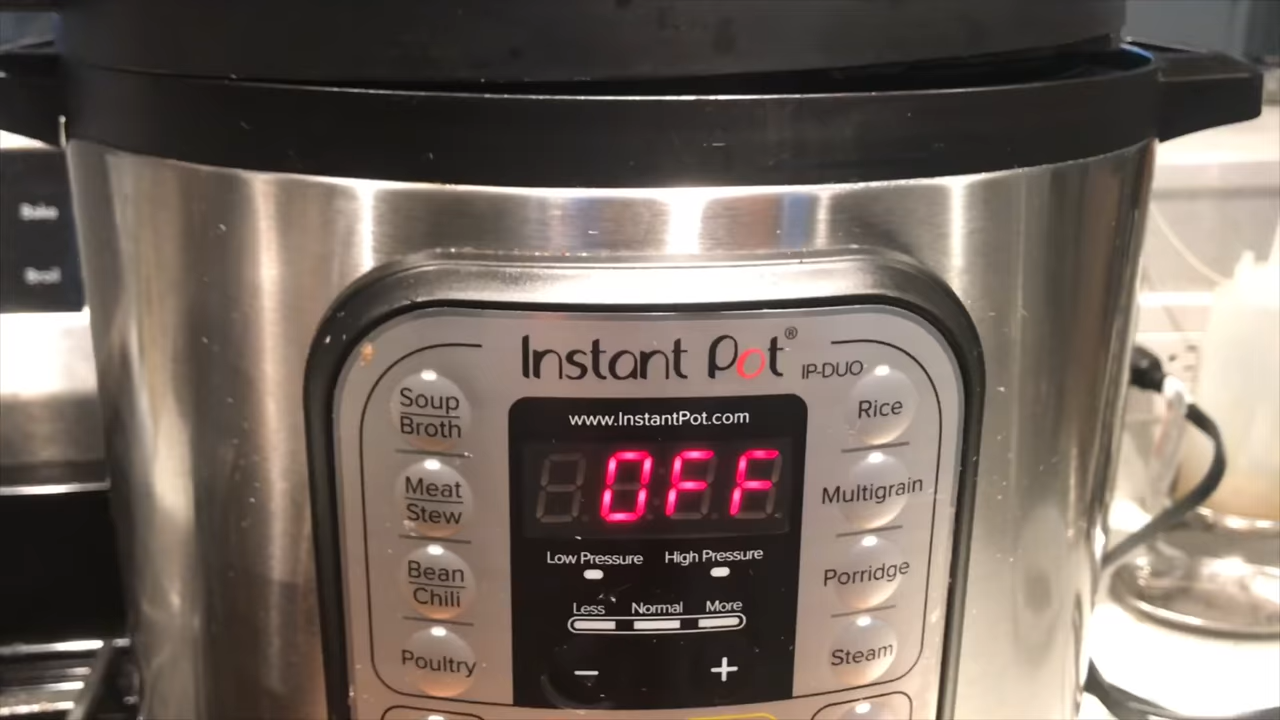 Bake
Broil
Instant Pot®
IP-DUO
www.InstantPot.com
OFF
Low Pressure
High Pressure
Less
Normal
More
−
+
Soup
Broth
Meat
Stew
Bean
Chili
Poultry
Rice
Multigrain
Porridge
Steam